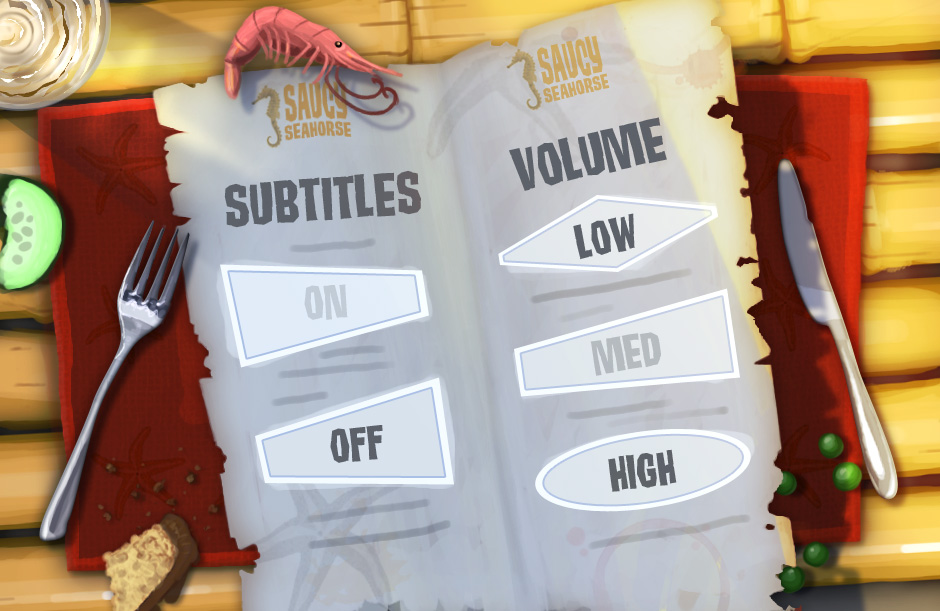 SAUCY
SEAHORSE
SUBTITLES
ON
OFF
SAUCY
SEAHORSE
VOLUME
LOW
MED
HIGH